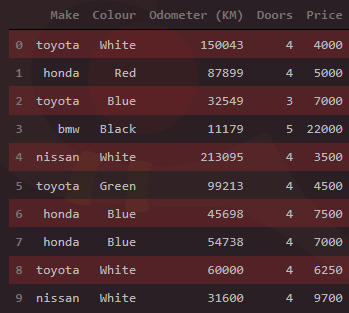 Make Colour Odometer (KM) Doors Price
0 toyota White 150043 4 4000
1 honda Red 87899 4 5000
2 toyota Blue 32549 3 7000
3 bmw Black 11179 5 22000
4 nissan White 213095 4 3500
5 toyota Green 99213 4 4500
6 honda Blue 45698 4 7500
7 honda Blue 54738 4 7000
8 toyota White 60000 4 6250
9 nissan White 31600 4 9700